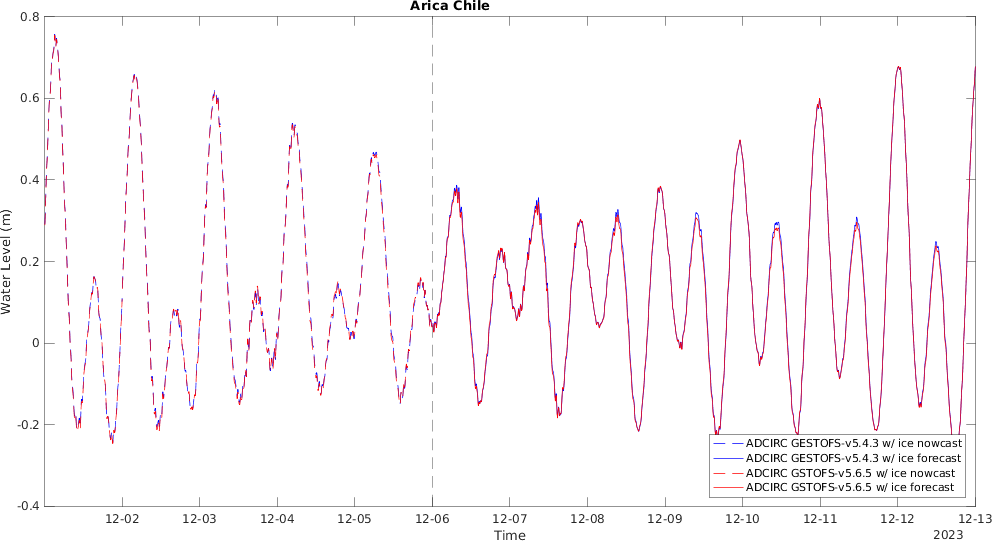 Arica Chile
0.8
0.6
0.4
0.2
0
-0.2
-0.4
Water Level (m)
12-02 12-03 12-04 12-05 12-06 12-07 12-08 12-09 12-10 12-11 12-12 12-13
Time
2023
ADCIRC GESTOFS-v5.4.3 w/ ice nowcast
ADCIRC GESTOFS-v5.4.3 w/ ice forecast
ADCIRC GSTOFS-v5.6.5 w/ ice nowcast
ADCIRC GSTOFS-v5.6.5 w/ ice forecast